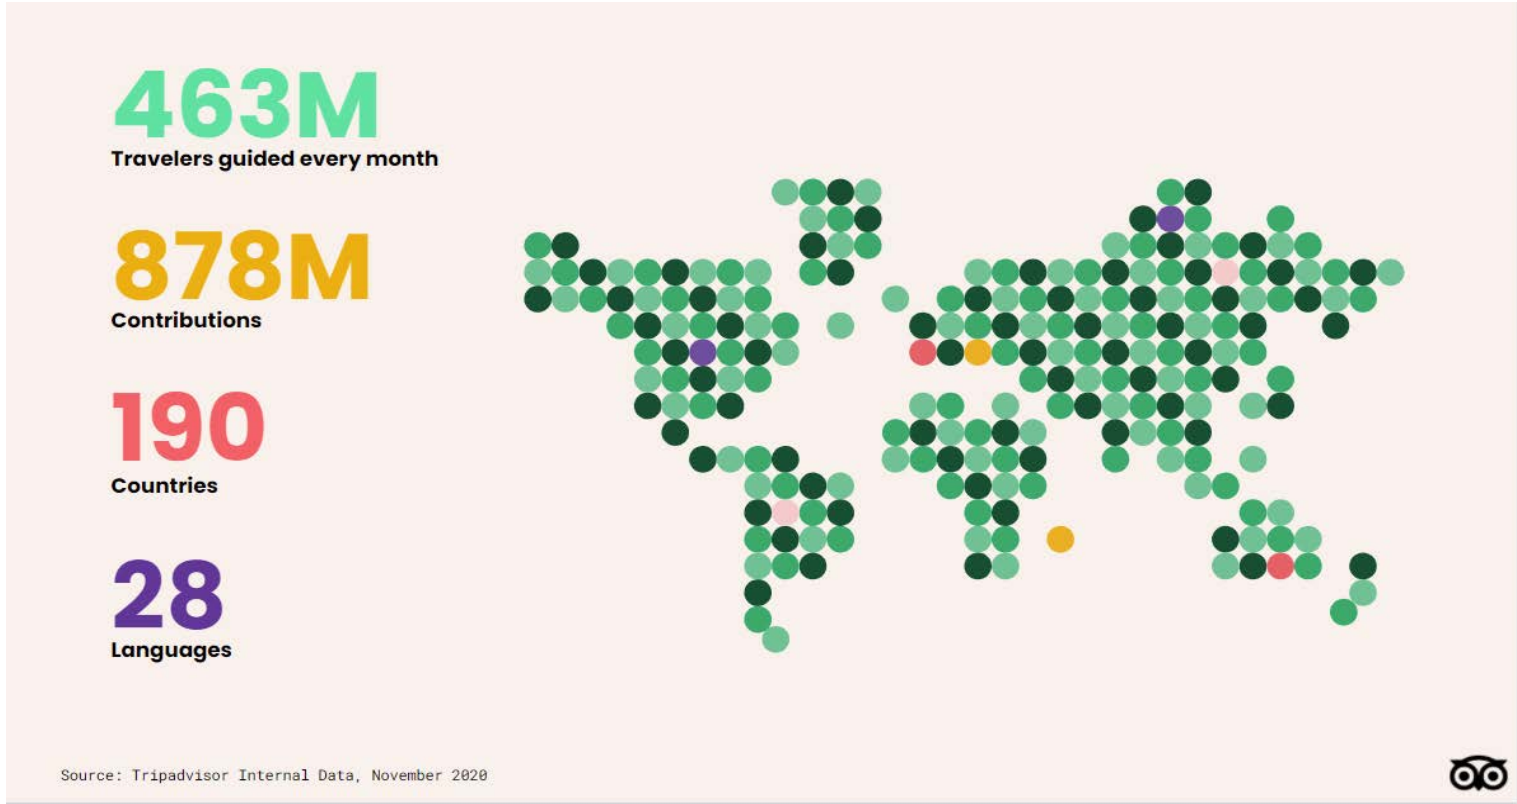 463M
Travelers guided every month
878M
Contributions
190
Countries
28
Languages
Source: Tripadvisor Internal Data, November 2020